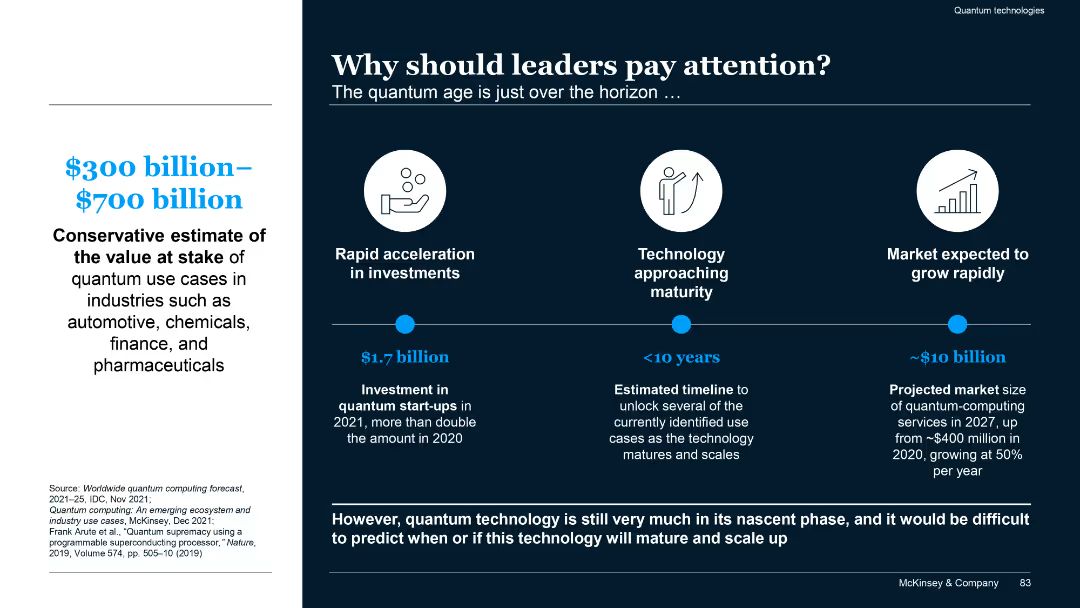 Quantum technologies
Why should leaders pay attention?
The quantum age is just over the horizon …
$300 billion–
$700 billion
Conservative estimate of
the value at stake of
quantum use cases in
industries such as
automotive, chemicals,
finance, and
pharmaceuticals
Rapid acceleration
in investments
$1.7 billion
Investment in
quantum start-ups in
2021, more than double
the amount in 2020
Technology
approaching
maturity
<10 years
Estimated timeline to
unlock several of the
currently identified use
cases as the technology
matures and scales
Market expected to
grow rapidly
~$10 billion
Projected market size
of quantum-computing
services in 2027, up
from ~$400 million in
2020, growing at 50%
per year
However, quantum technology is still very much in its nascent phase, and it would be difficult
to predict when or if this technology will mature and scale up
Source: Worldwide quantum computing forecast,
2021–25, IDC, Nov 2021;
Quantum computing: An emerging ecosystem and
industry use cases, McKinsey, Dec 2021;
Frank Arute et al., “Quantum supremacy using a
programmable superconducting processor,” Nature,
2019, Volume 574, pp. 505–10 (2019)
McKinsey & Company 83